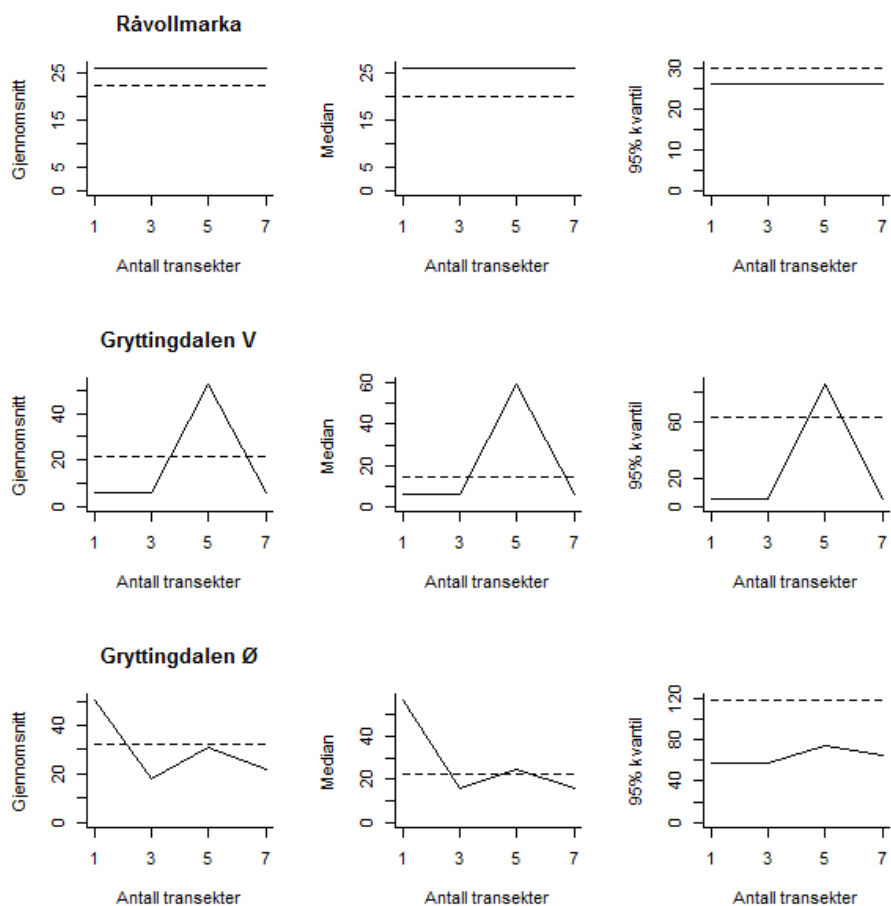 Råvollmarka
Gjennomsnitt
0 5 15 25
1 3 5 7
Antall transekter
Median
0 5 15 25
1 3 5 7
Antall transekter
95% kvantil
0 10 20 30
1 3 5 7
Antall transekter
Gryttingdalen V
Gjennomsnitt
0 20 40
1 3 5 7
Antall transekter
Median
0 20 40 60
1 3 5 7
Antall transekter
95% kvantil
0 20 60
1 3 5 7
Antall transekter
Gryttingdalen Ø
Gjennomsnitt
0 20 40
1 3 5 7
Antall transekter
Median
0 20 40
1 3 5 7
Antall transekter
95% kvantil
0 40 80 120
1 3 5 7
Antall transekter